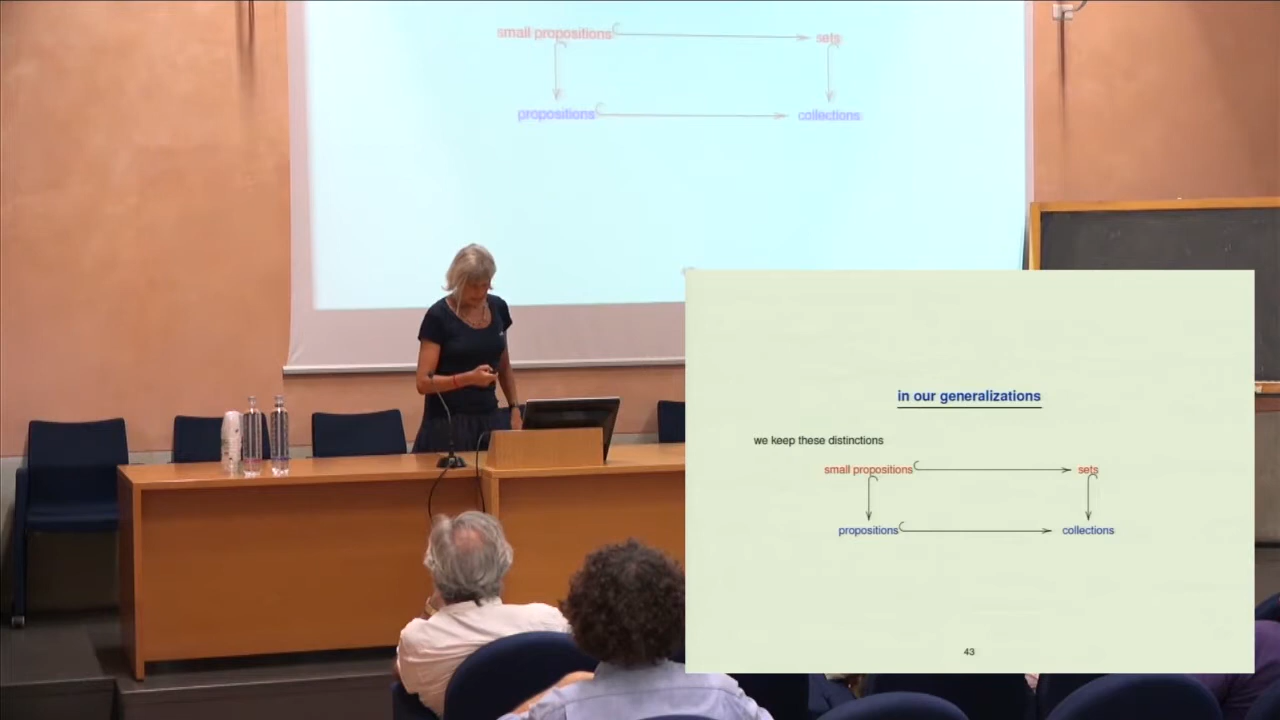 small propositions sets
propositions collections
in our generalizations
we keep these distinctions
small propositions sets
propositions collections
43